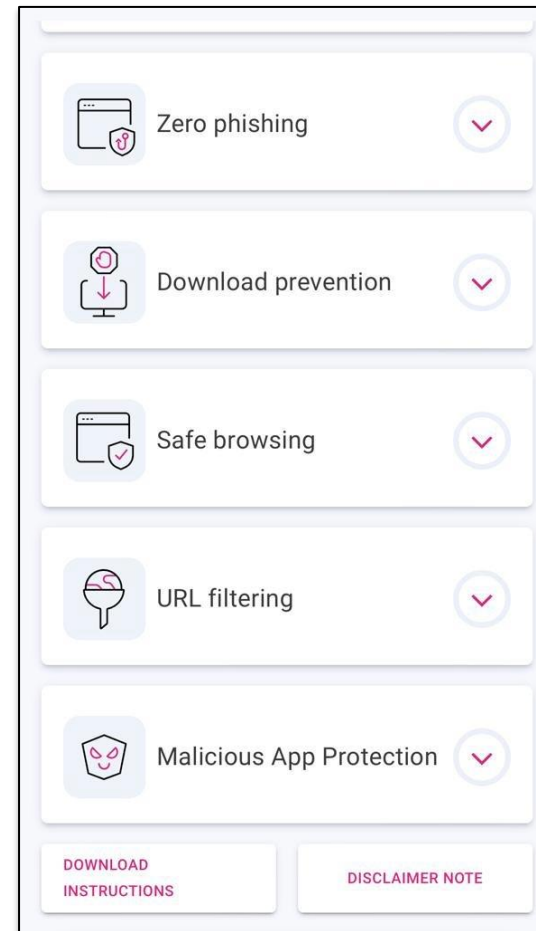 Zero phishing
Download prevention
Safe browsing
URL filtering
Malicious App Protection
DOWNLOAD
INSTRUCTIONS
DISCLAIMER NOTE